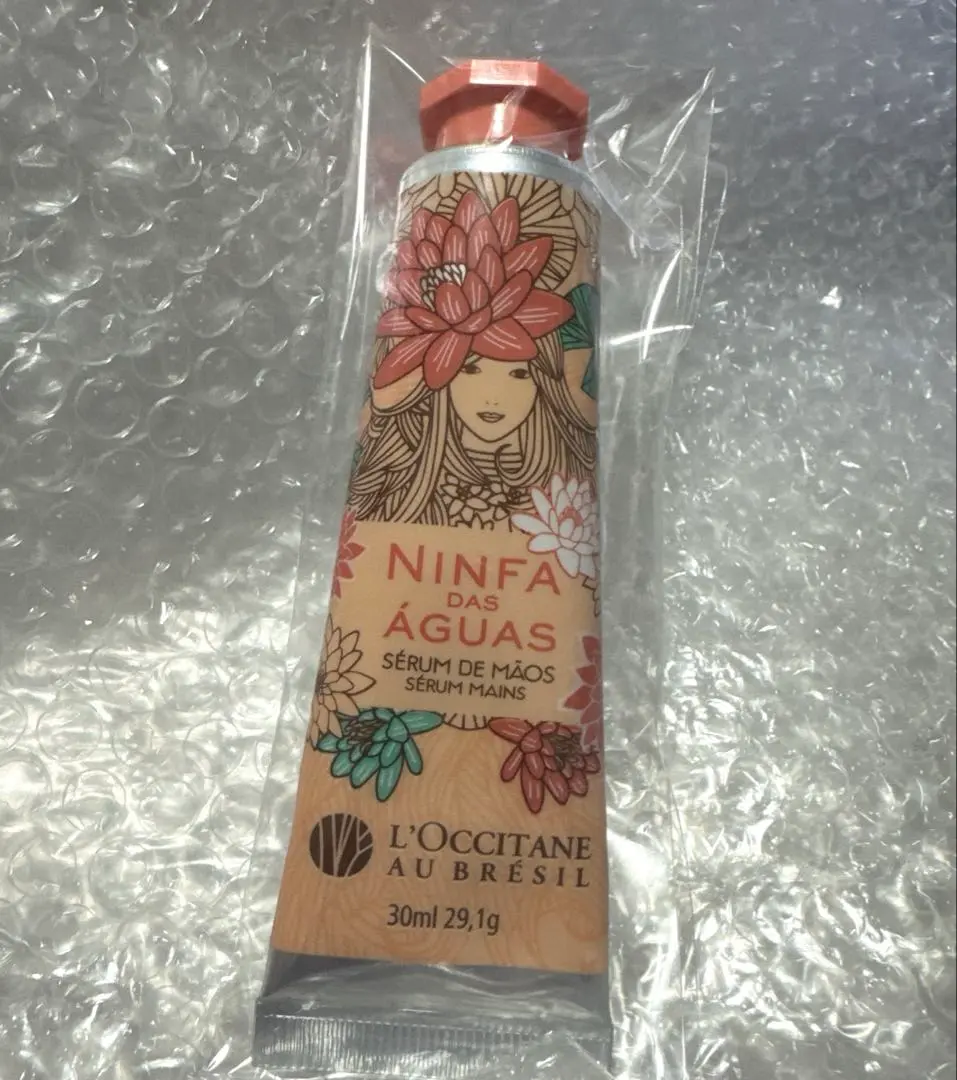 NINFA
DAS
ÁGUAS
SÉRUM DE MÃOS
SÉRUM MAINS
L'OCCITANE
AU BRÉSIL
30ml 29,1g